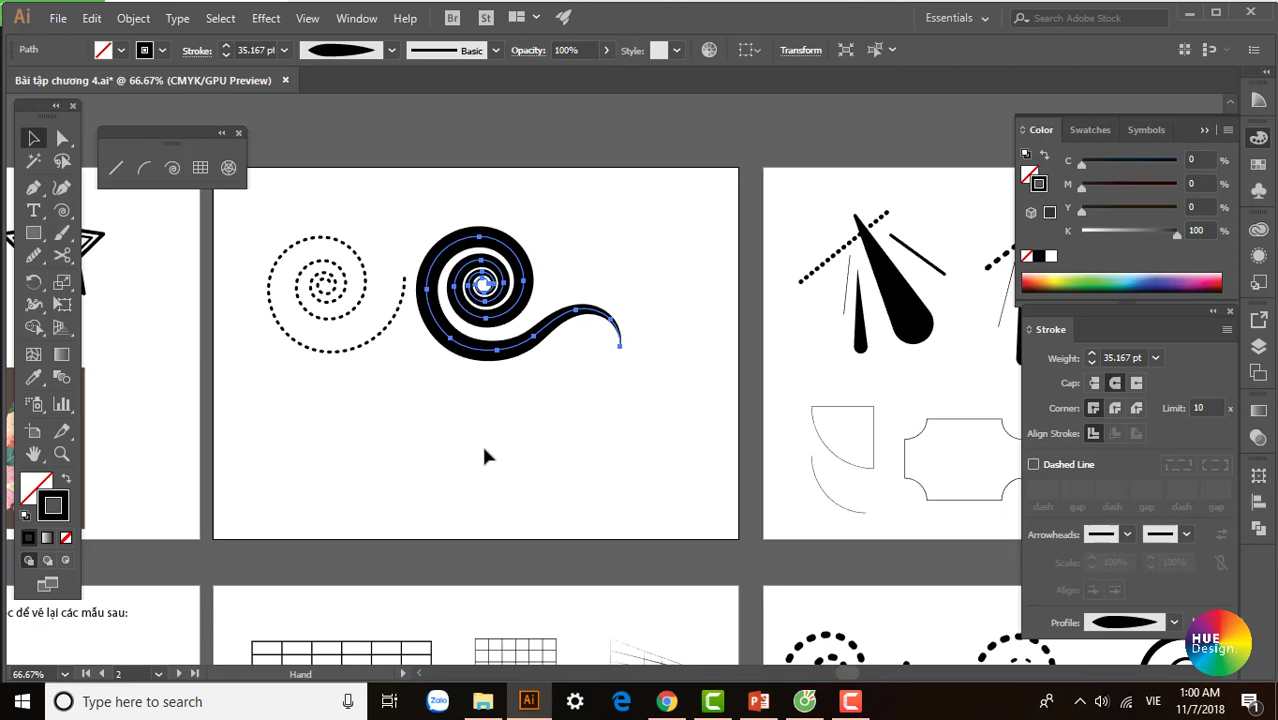 Ai File Edit Object Type Select Effect View Window Help Br St Essentials Search Adobe Stock
Path Stroke: 35.167 pt Basic Opacity: 100% Style: Transform
Bài tập chương 4.ai* @ 66.67% (CMYK/GPU Preview)
Color Swatches Symbols
C 0 %
M 0 %
Y 0 %
K 100 %
Stroke
Weight: 35.167 pt
Cap:
Corner: Limit: 10 x
Align Stroke:
Dashed Line
dash gap dash gap dash gap
Arrowheads:
Scale: 100% 100%
Align:
Profile:
c để vẽ lại các mẫu sau:
HUE
Design.
66.67% 2 Hand
Type here to search Zalo Ai VIE 1:00 AM
11/7/2018 1